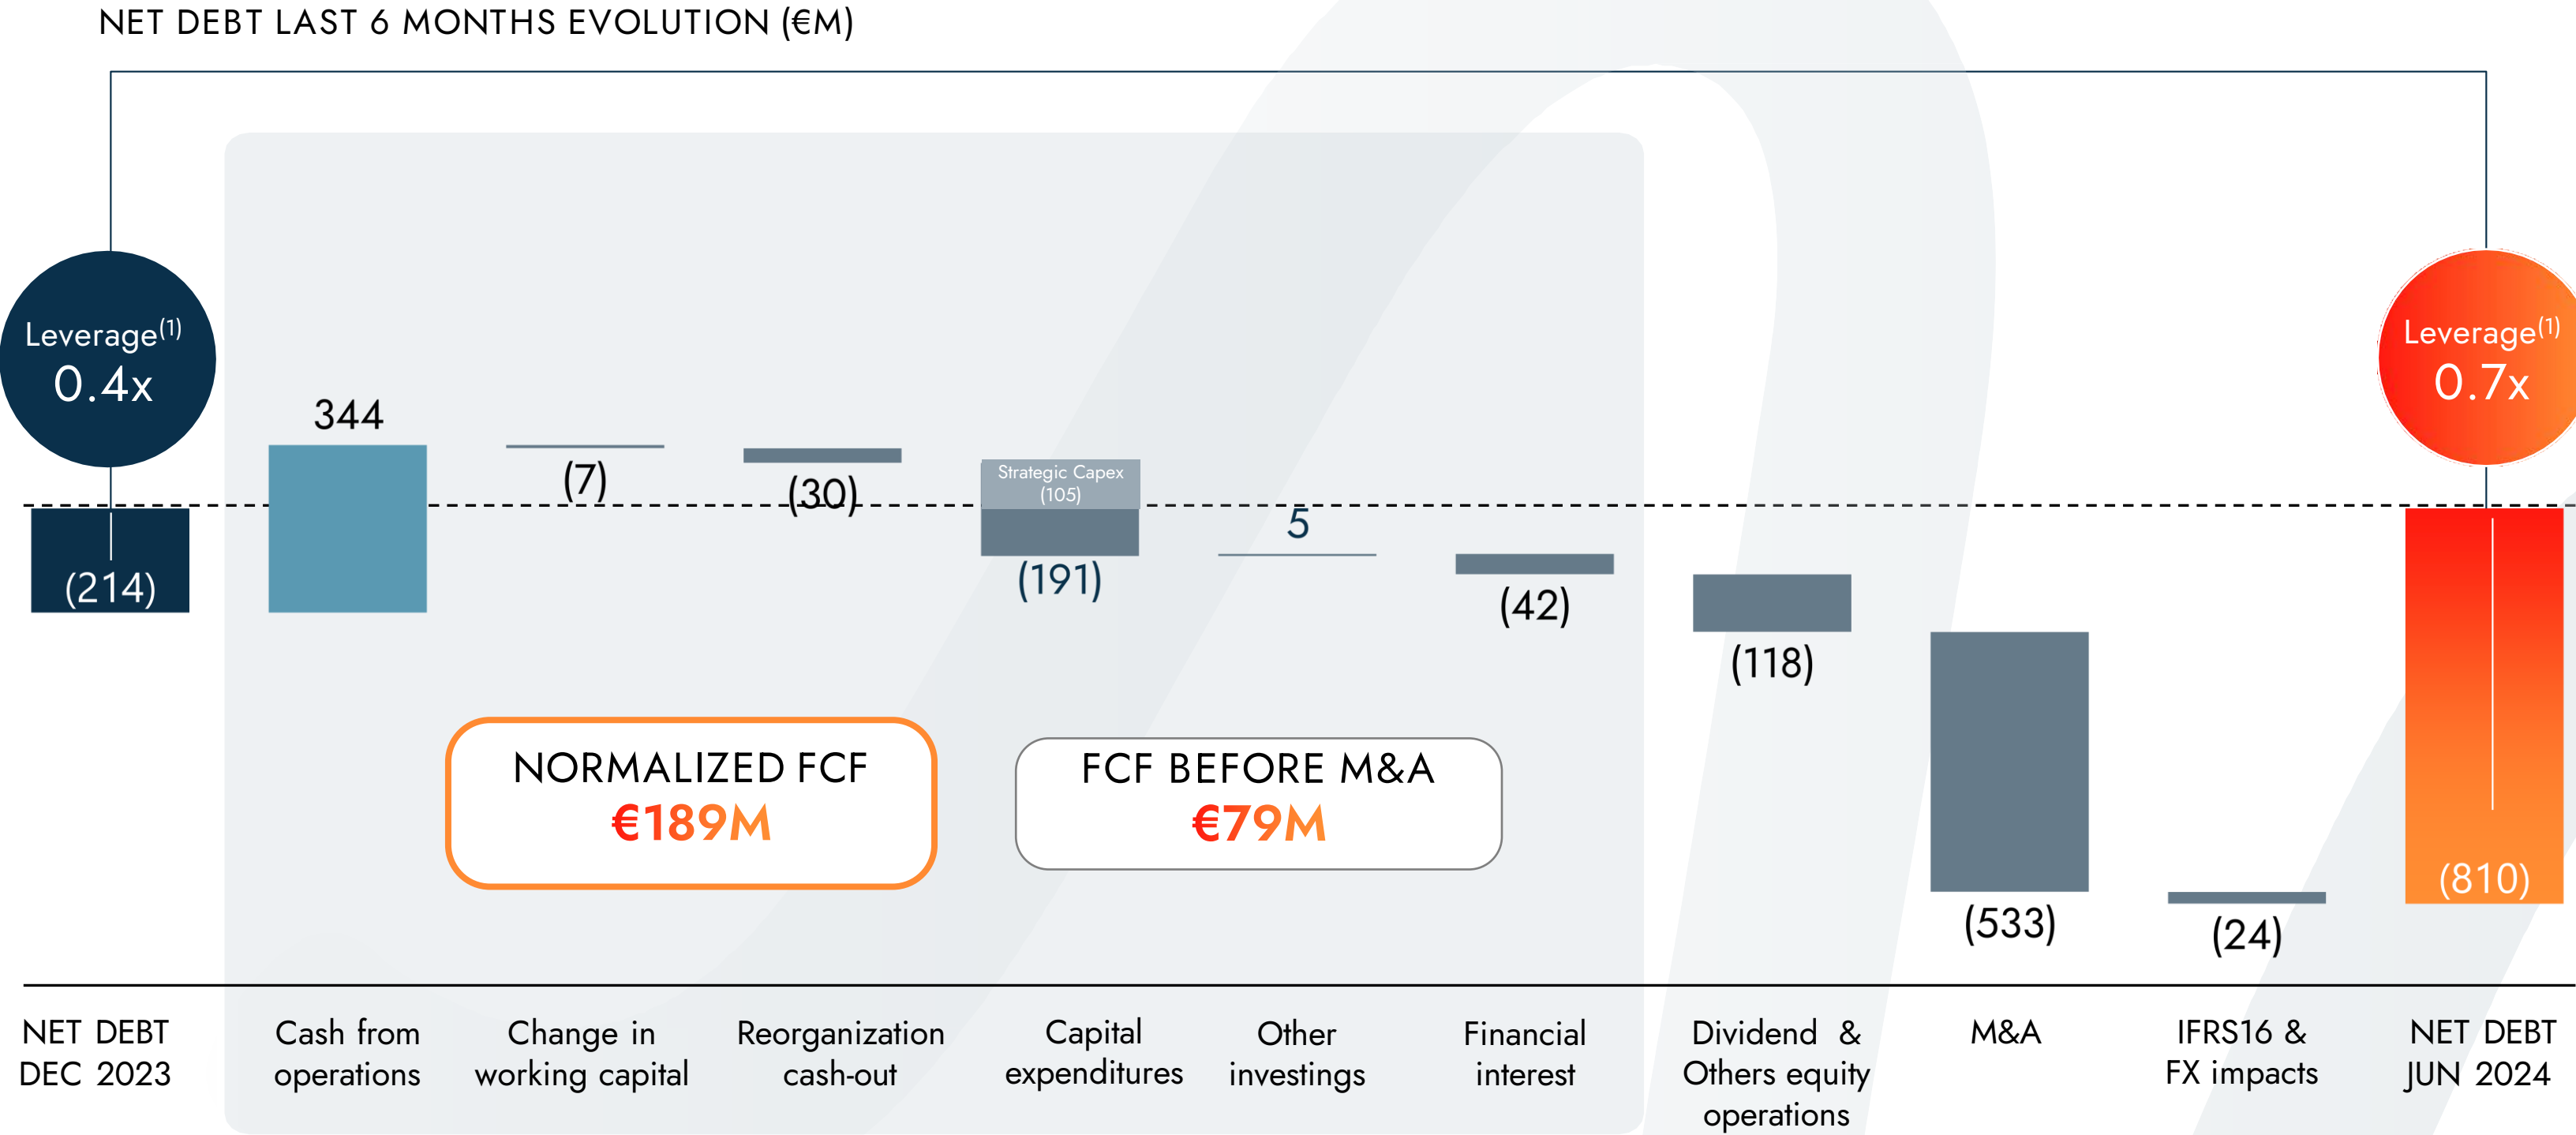 NET DEBT LAST 6 MONTHS EVOLUTION (€M)
Leverage(1)
0.4x
Leverage(1)
0.7x
344
(7)
(30)
Strategic Capex
(105)
(191)
5
(42)
(118)
(533)
(24)
(214)
(810)
NORMALIZED FCF
€189M
FCF BEFORE M&A
€79M
NET DEBT
DEC 2023
Cash from
operations
Change in
working capital
Reorganization
cash-out
Capital
expenditures
Other
investings
Financial
interest
Dividend &
Others equity
operations
M&A
IFRS16 &
FX impacts
NET DEBT
JUN 2024